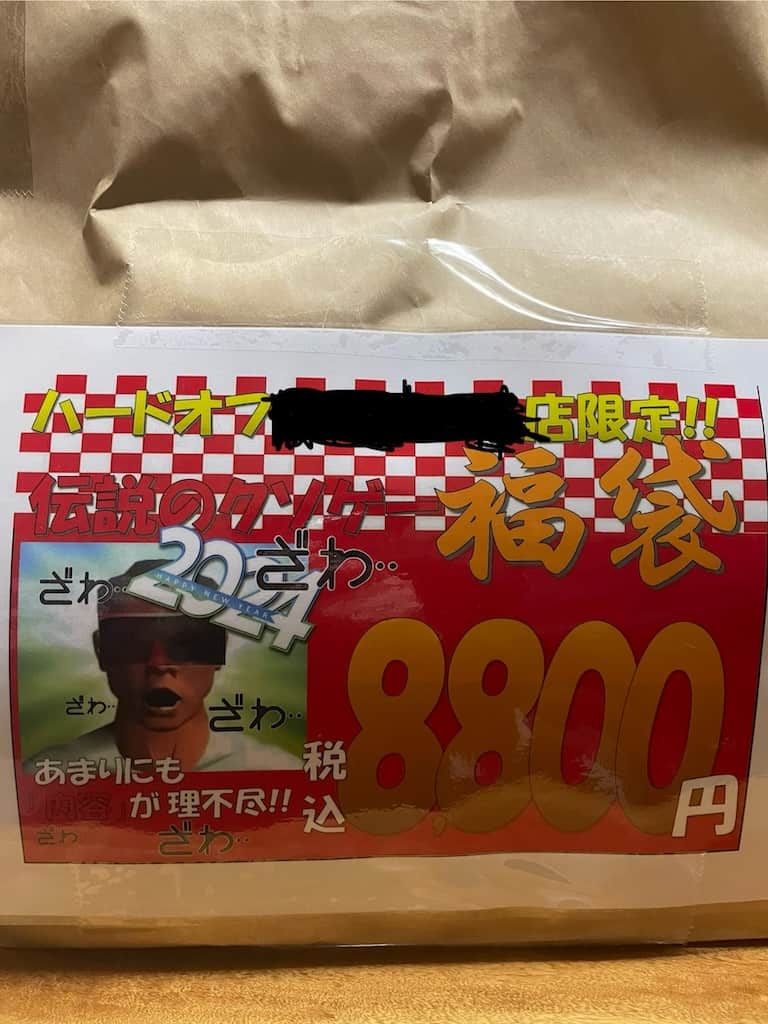 ハードオフ 店限定!!
伝説のクソゲー福袋
ざわ‥
2024
ざわ‥
HAPPY NEW YEAR
ざわ‥
ざわ‥
8,800円
税込
あまりにも
「内容」が理不尽!!
ざわ
ざわ‥